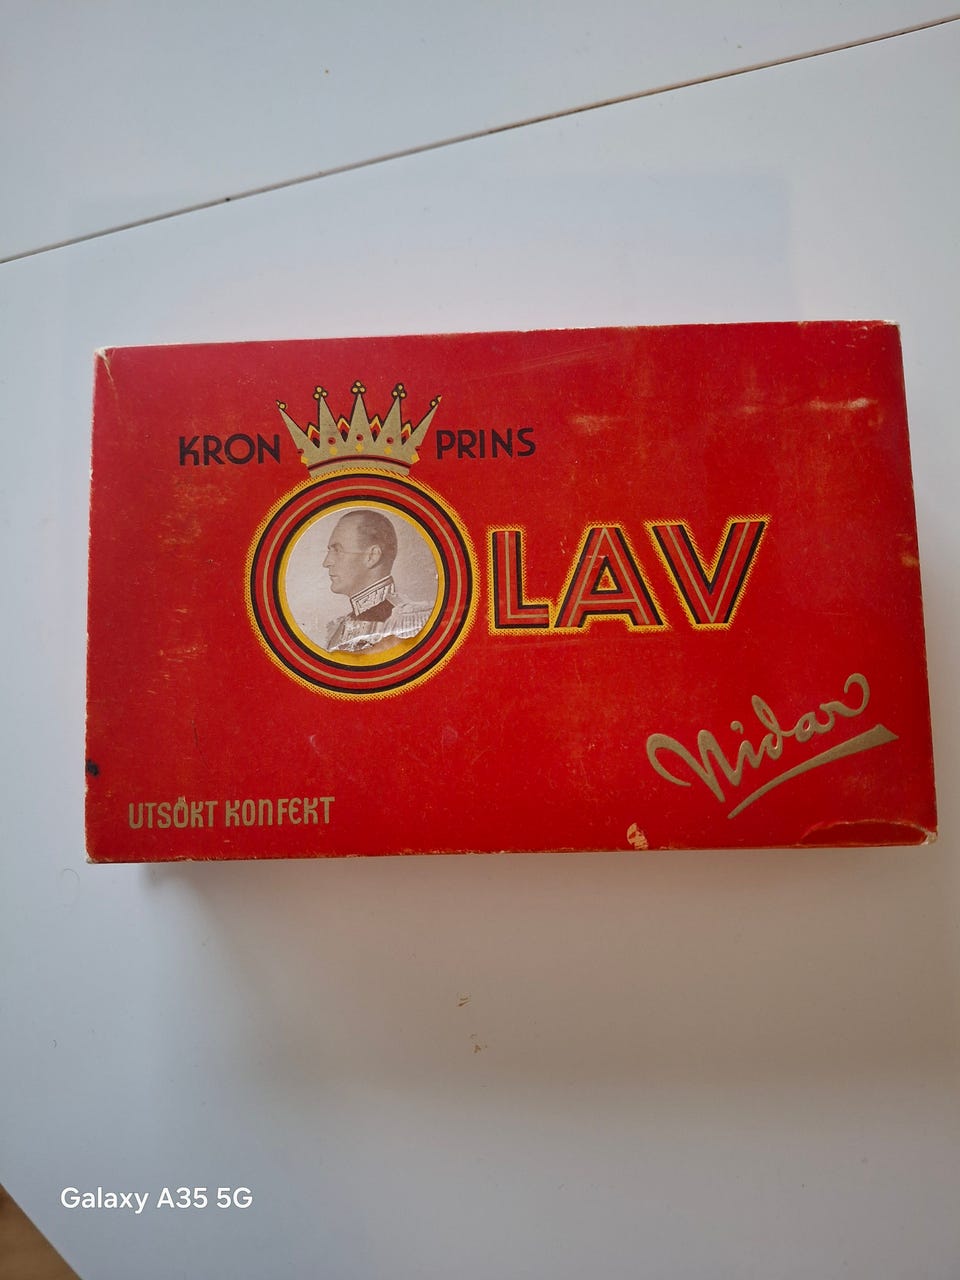 KRON PRINS
OLAV
Nidar
UTSÖKT KONFEKT
Galaxy A35 5G